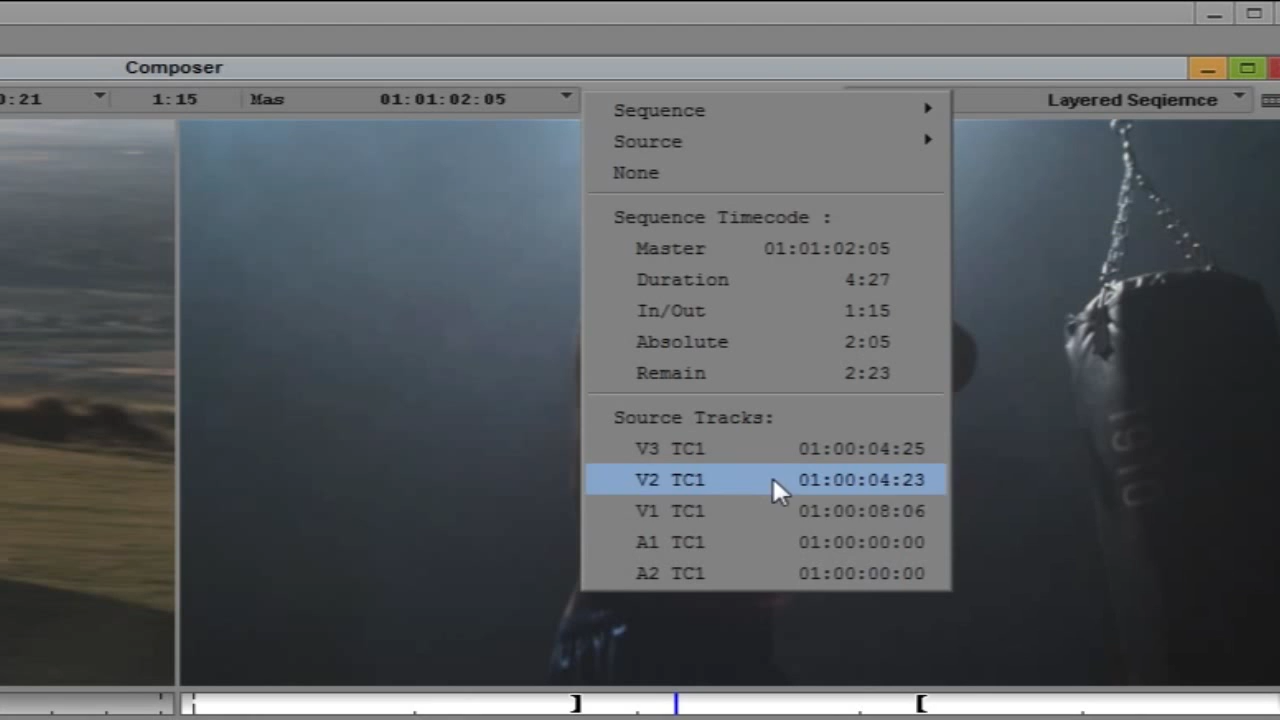 Composer
0:21 1:15 Mas 01:01:02:05 Layered Seqiemce
Sequence
Source
None
Sequence Timecode :
Master 01:01:02:05
Duration 4:27
In/Out 1:15
Absolute 2:05
Remain 2:23
Source Tracks:
V3 TC1 01:00:04:25
V2 TC1 01:00:04:23
V1 TC1 01:00:08:06
A1 TC1 01:00:00:00
A2 TC1 01:00:00:00
1910